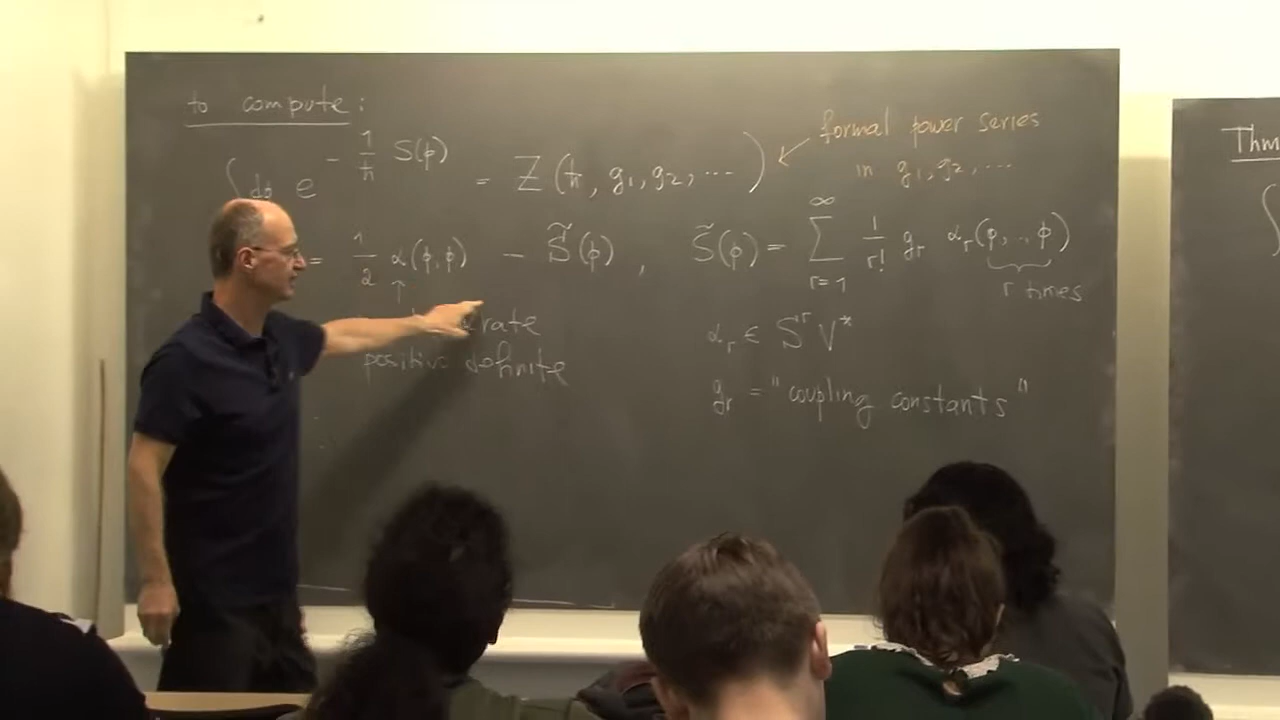 to compute:
∫ dϕ e^{- 1/ħ S(ϕ)} = Z(ħ, g₁, g₂, ...)
formal power series
in g₁, g₂, ...
= 1/2 α(ϕ,ϕ) - S̃(ϕ), S̃(ϕ) = ∑_{r=1}^{∞} 1/r! g_r α_r(ϕ,..,ϕ)
r times
positive definite
α_r ∈ S^r V*
g_r = "coupling constants"
Thm
∫